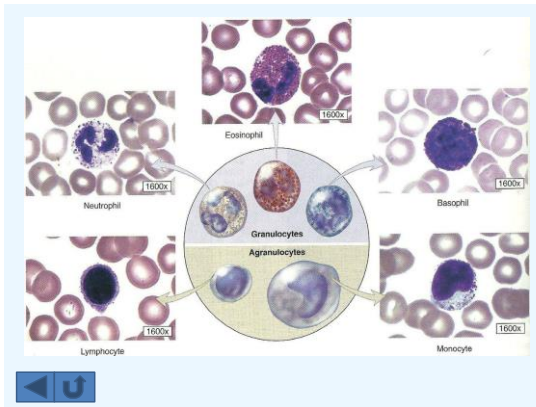 1600x
Eosinophil
1600x
Neutrophil
1600x
Basophil
Granulocytes
Agranulocytes
1600x
Lymphocyte
1600x
Monocyte